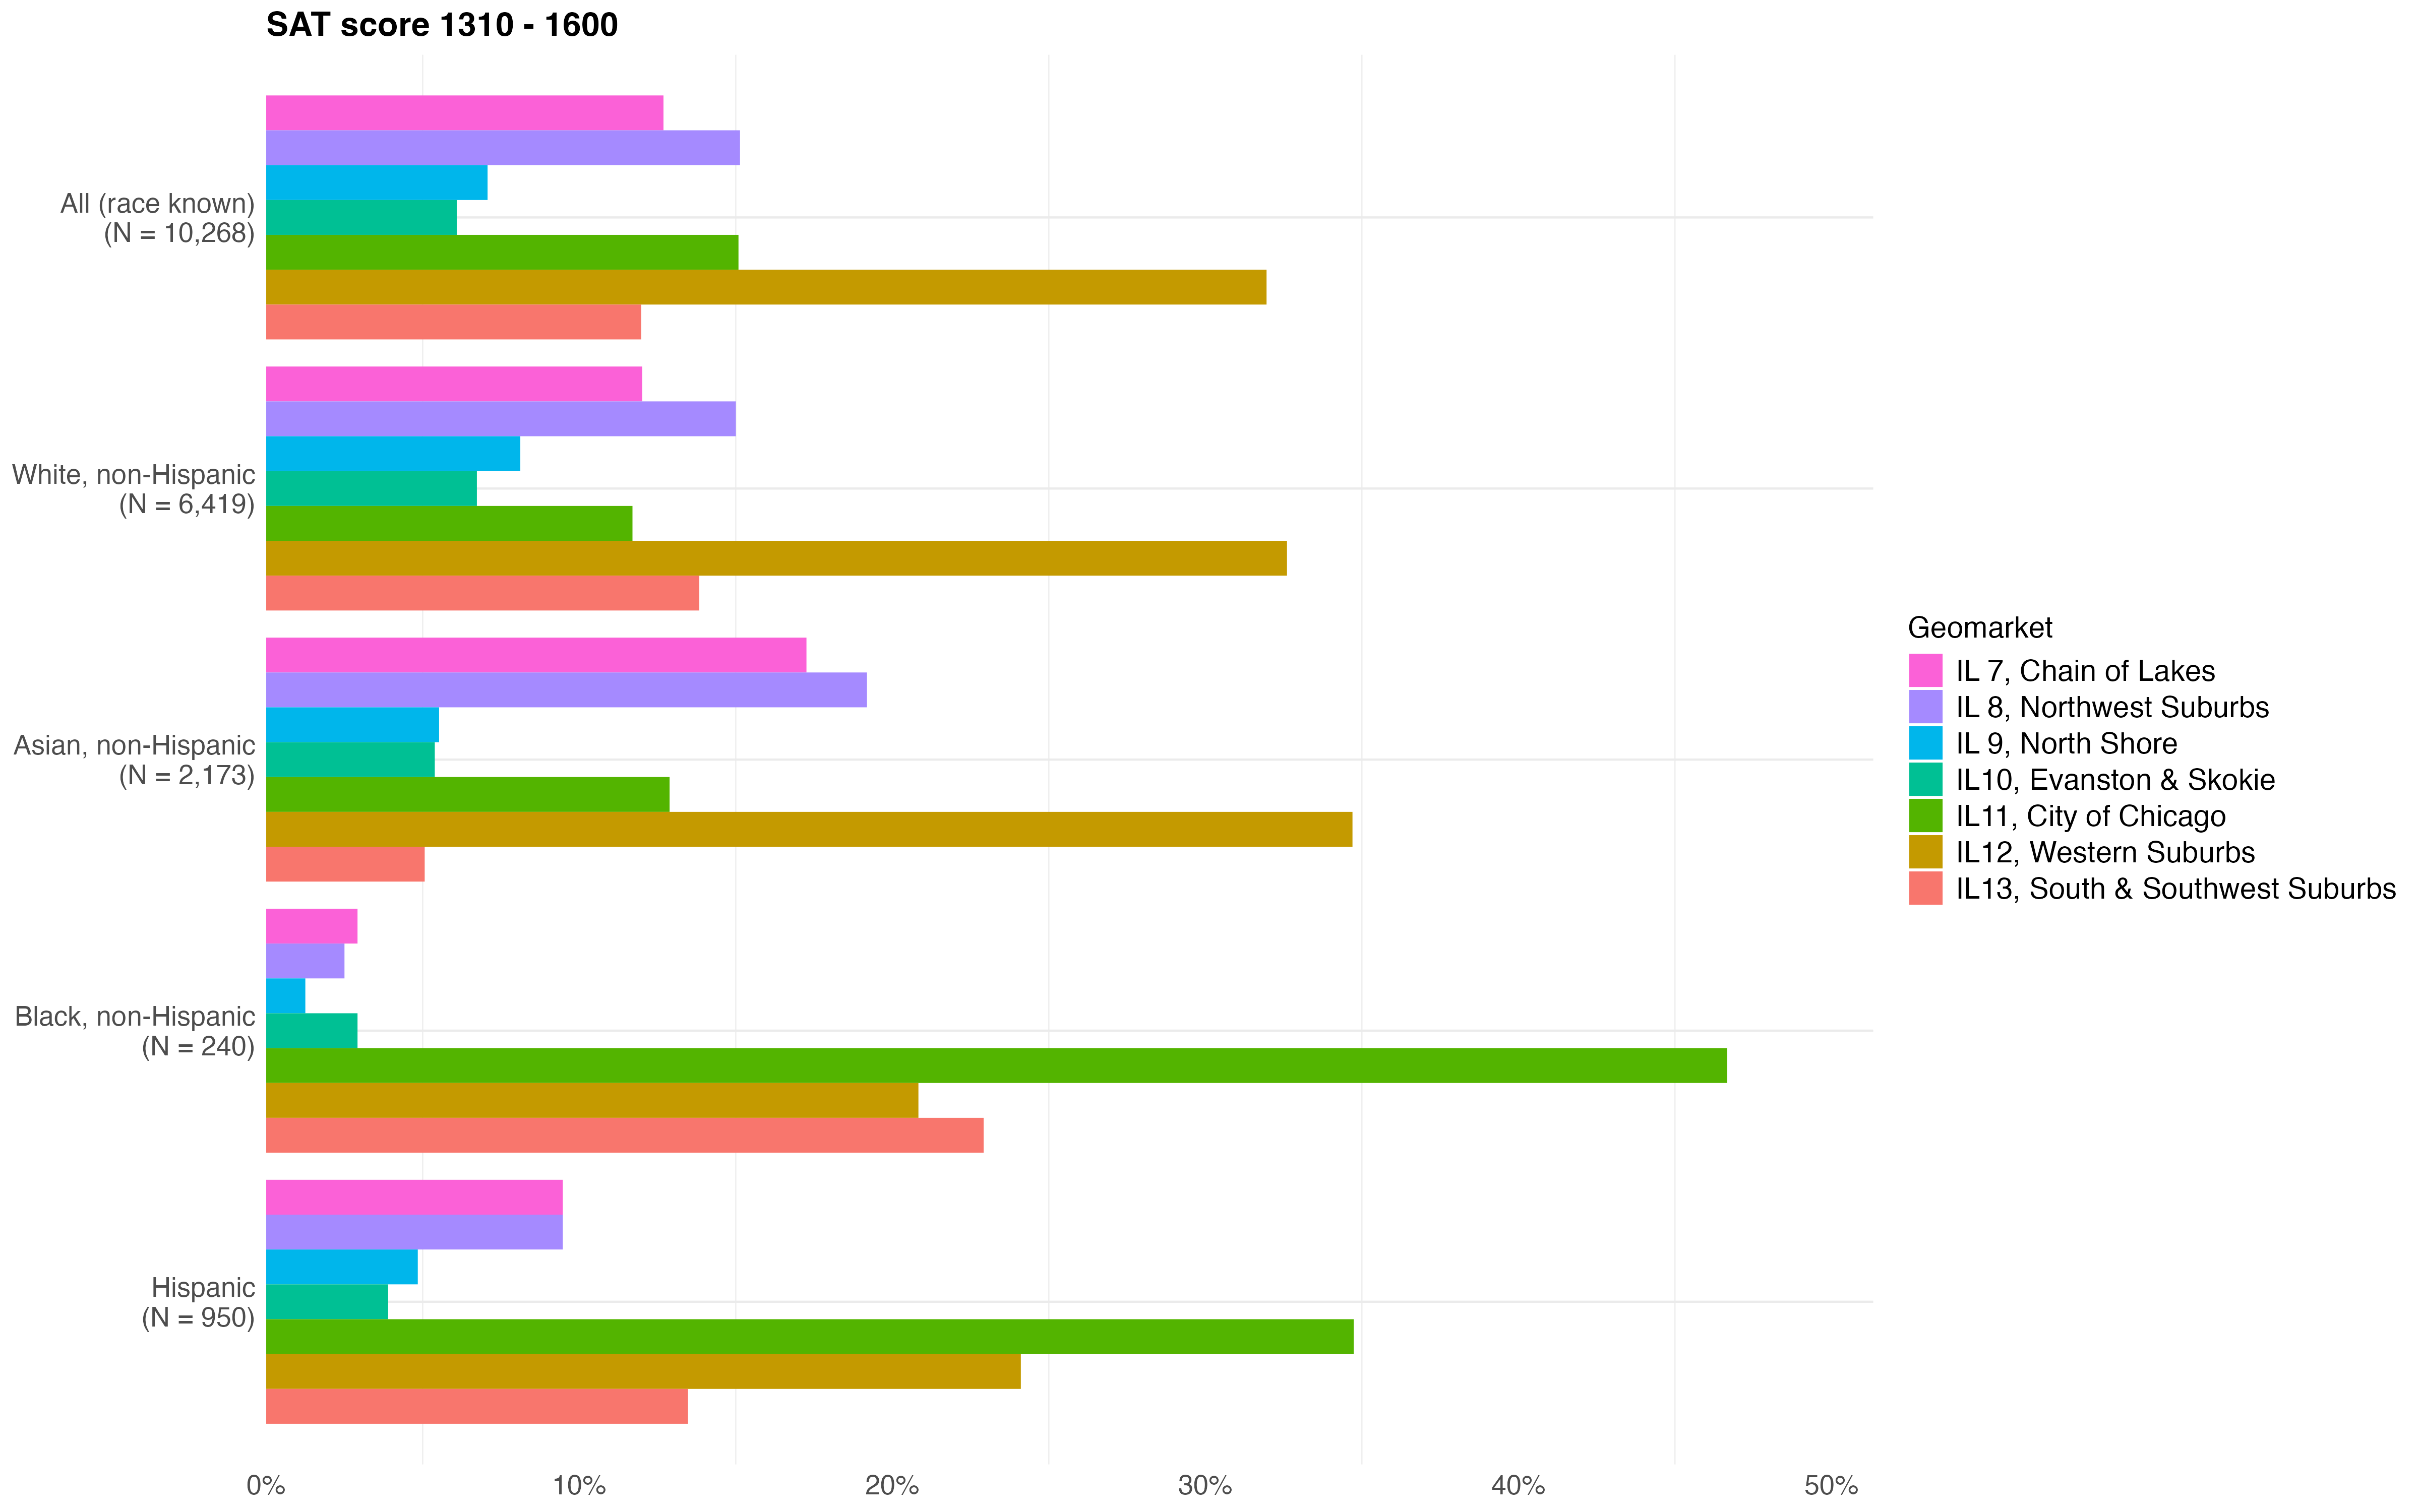 SAT score 1310 - 1600
All (race known)
(N = 10,268)
White, non-Hispanic
(N = 6,419)
Asian, non-Hispanic
(N = 2,173)
Black, non-Hispanic
(N = 240)
Hispanic
(N = 950)
0% 10% 20% 30% 40% 50%
Geomarket
IL 7, Chain of Lakes
IL 8, Northwest Suburbs
IL 9, North Shore
IL10, Evanston & Skokie
IL11, City of Chicago
IL12, Western Suburbs
IL13, South & Southwest Suburbs